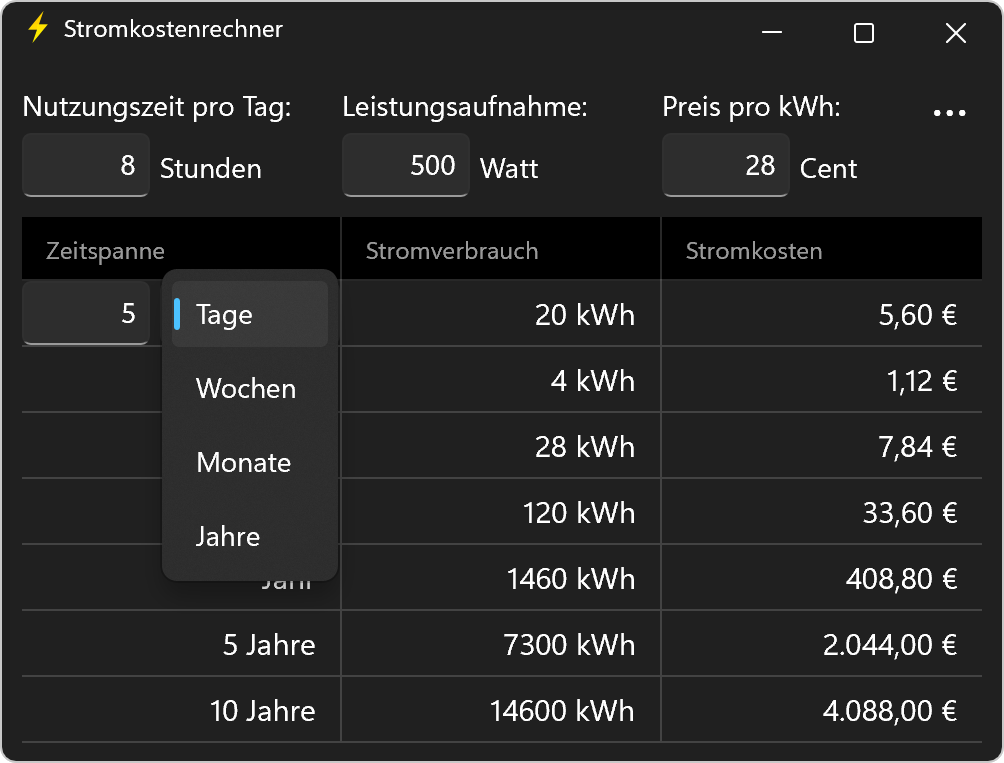 Stromkostenrechner
Nutzungszeit pro Tag: Leistungsaufnahme: Preis pro kWh: ...
8 Stunden 500 Watt 28 Cent
Zeitspanne Stromverbrauch Stromkosten
5 Tage 20 kWh 5,60 €
4 kWh 1,12 €
Wochen
28 kWh 7,84 €
Monate
120 kWh 33,60 €
Jahre
Jahr 1460 kWh 408,80 €
5 Jahre 7300 kWh 2.044,00 €
10 Jahre 14600 kWh 4.088,00 €